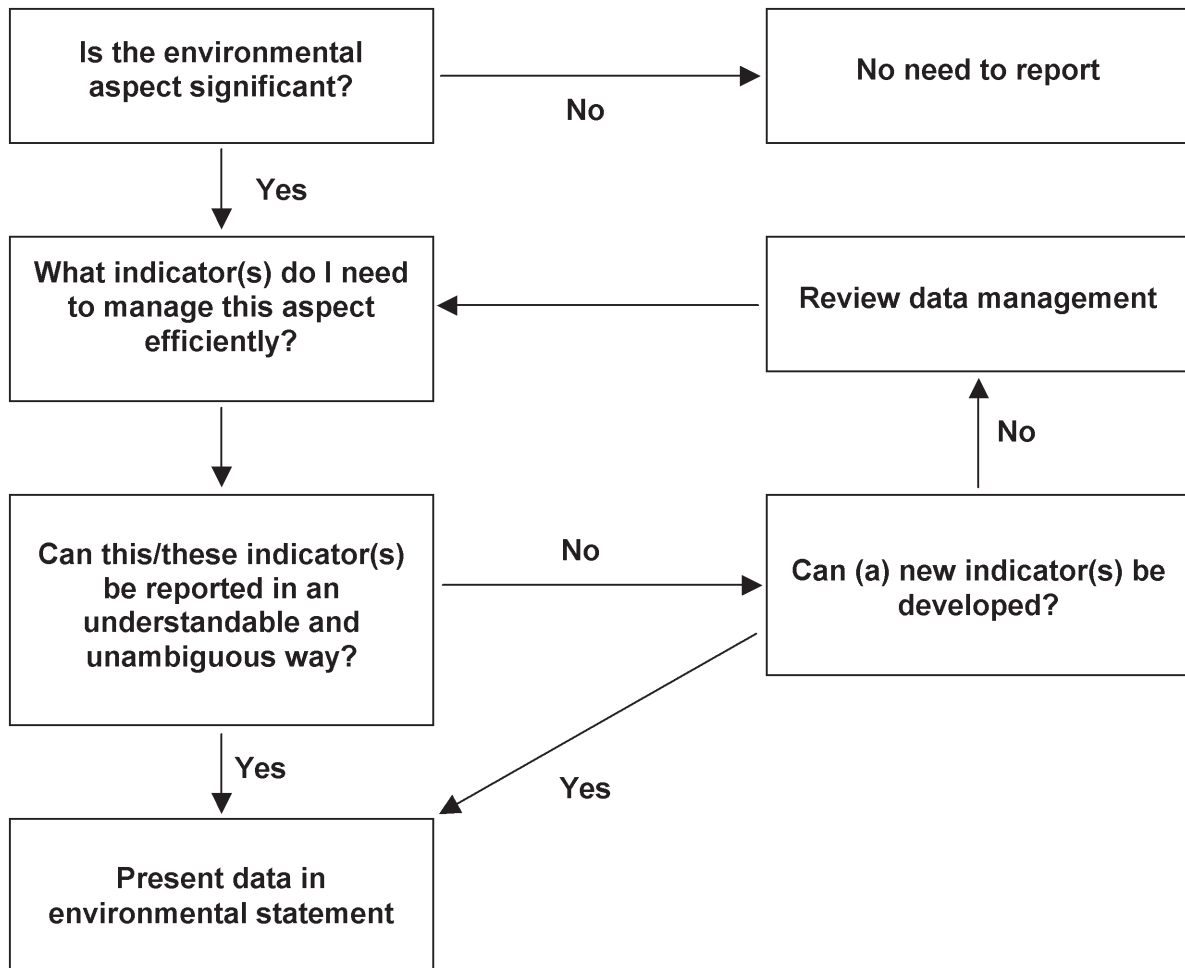 Is the environmental
aspect significant?
No
No need to report
Yes
What indicator(s) do I need
to manage this aspect
efficiently?
Review data management
No
Can this/these indicator(s)
be reported in an
understandable and
unambiguous way?
No
Can (a) new indicator(s) be
developed?
Yes
Yes
Present data in
environmental statement